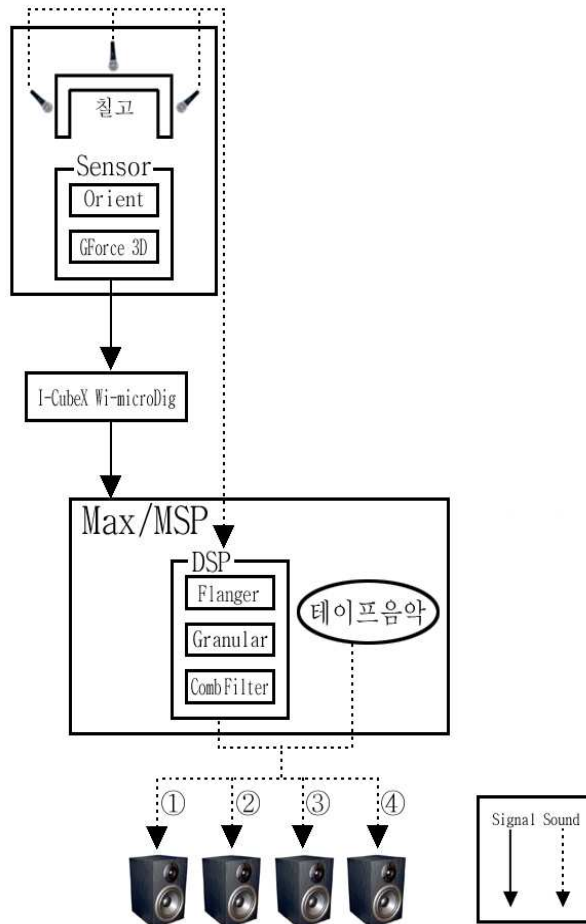 칠고
Sensor
Orient
GForce 3D
I-CubeX Wi-microDig
Max/MSP
DSP
Flanger
Granular
CombFilter
테이프음악
① ② ③ ④
Signal Sound